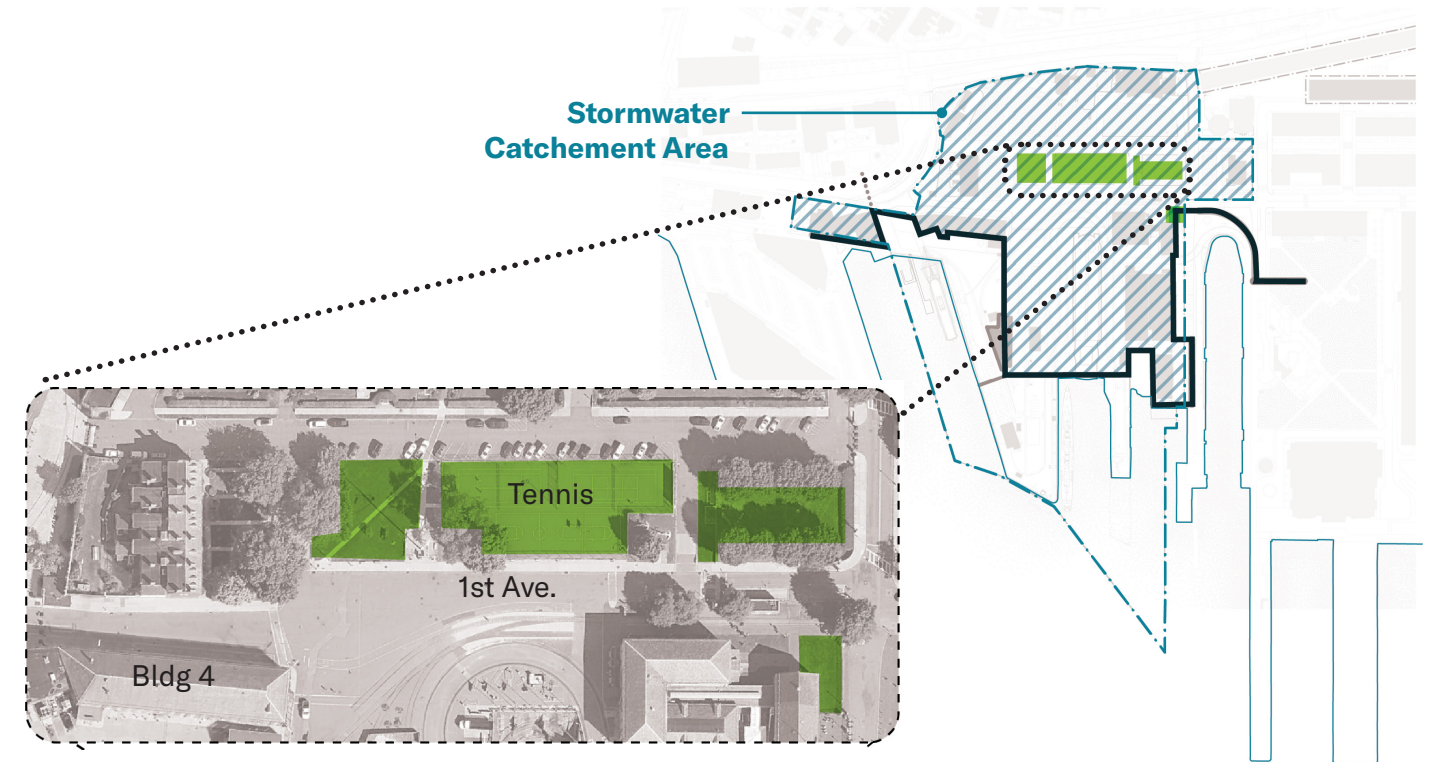 Stormwater
Catchement Area
Tennis
1st Ave.
Bldg 4